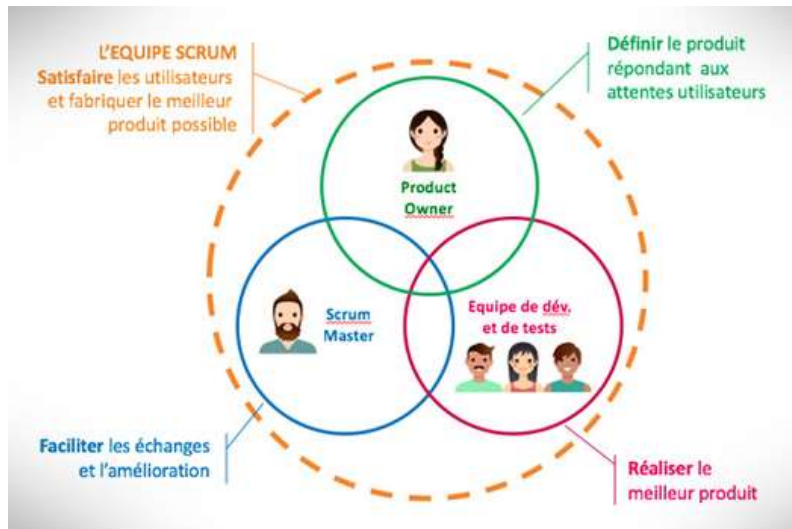 L'EQUIPE SCRUM
Satisfaire les utilisateurs
et fabriquer le meilleur
produit possible
Définir le produit
répondant aux
attentes utilisateurs
Product
Owner
Scrum
Master
Equipe de dév.
et de tests
Faciliter les échanges
et l'amélioration
Réaliser le
meilleur produit